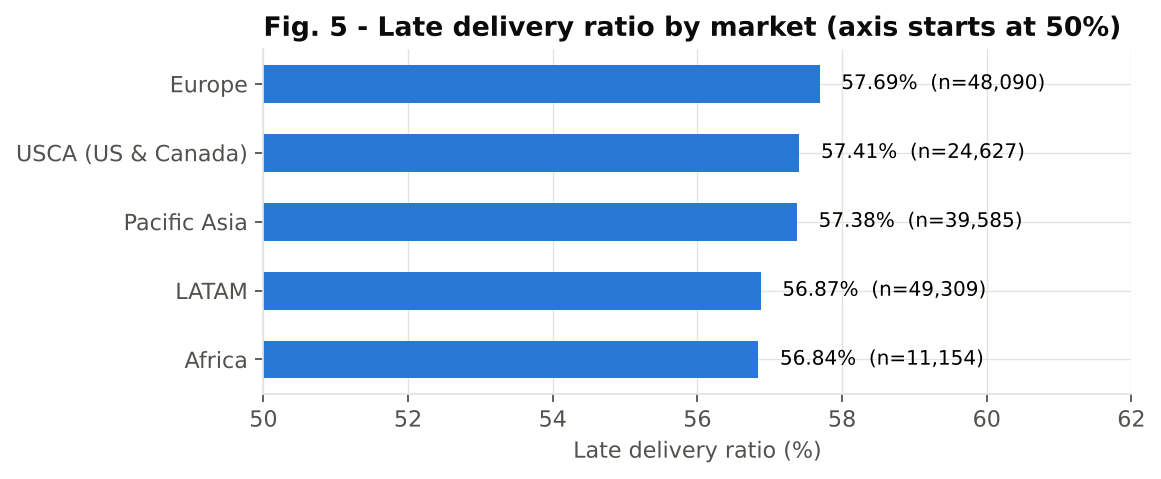 Fig. 5 - Late delivery ratio by market (axis starts at 50%)
Europe 57.69% (n=48,090)
USCA (US & Canada) 57.41% (n=24,627)
Pacific Asia 57.38% (n=39,585)
LATAM 56.87% (n=49,309)
Africa 56.84% (n=11,154)
50 52 54 56 58 60 62
Late delivery ratio (%)